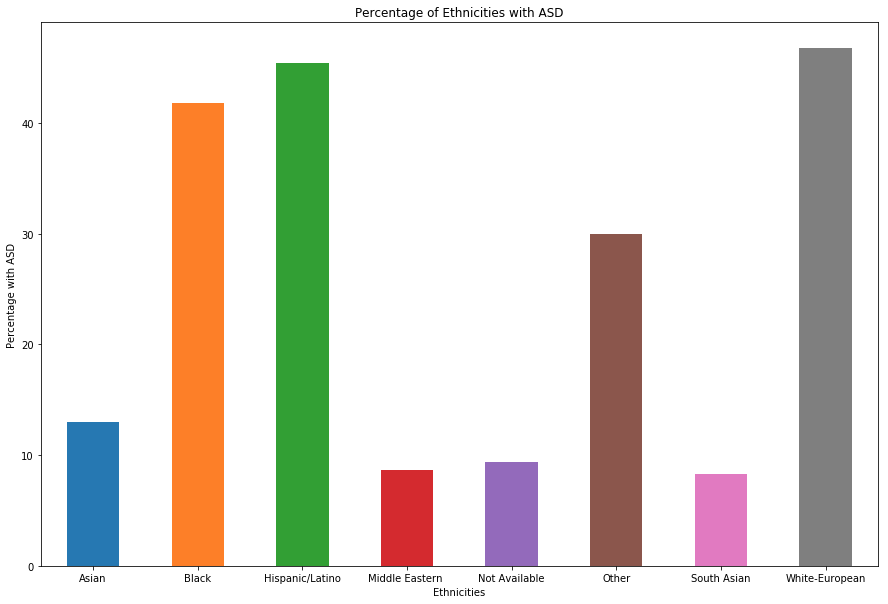 Percentage of Ethnicities with ASD
Percentage with ASD
40
30
20
10
0
Asian Black Hispanic/Latino Middle Eastern Not Available Other South Asian White-European
Ethnicities